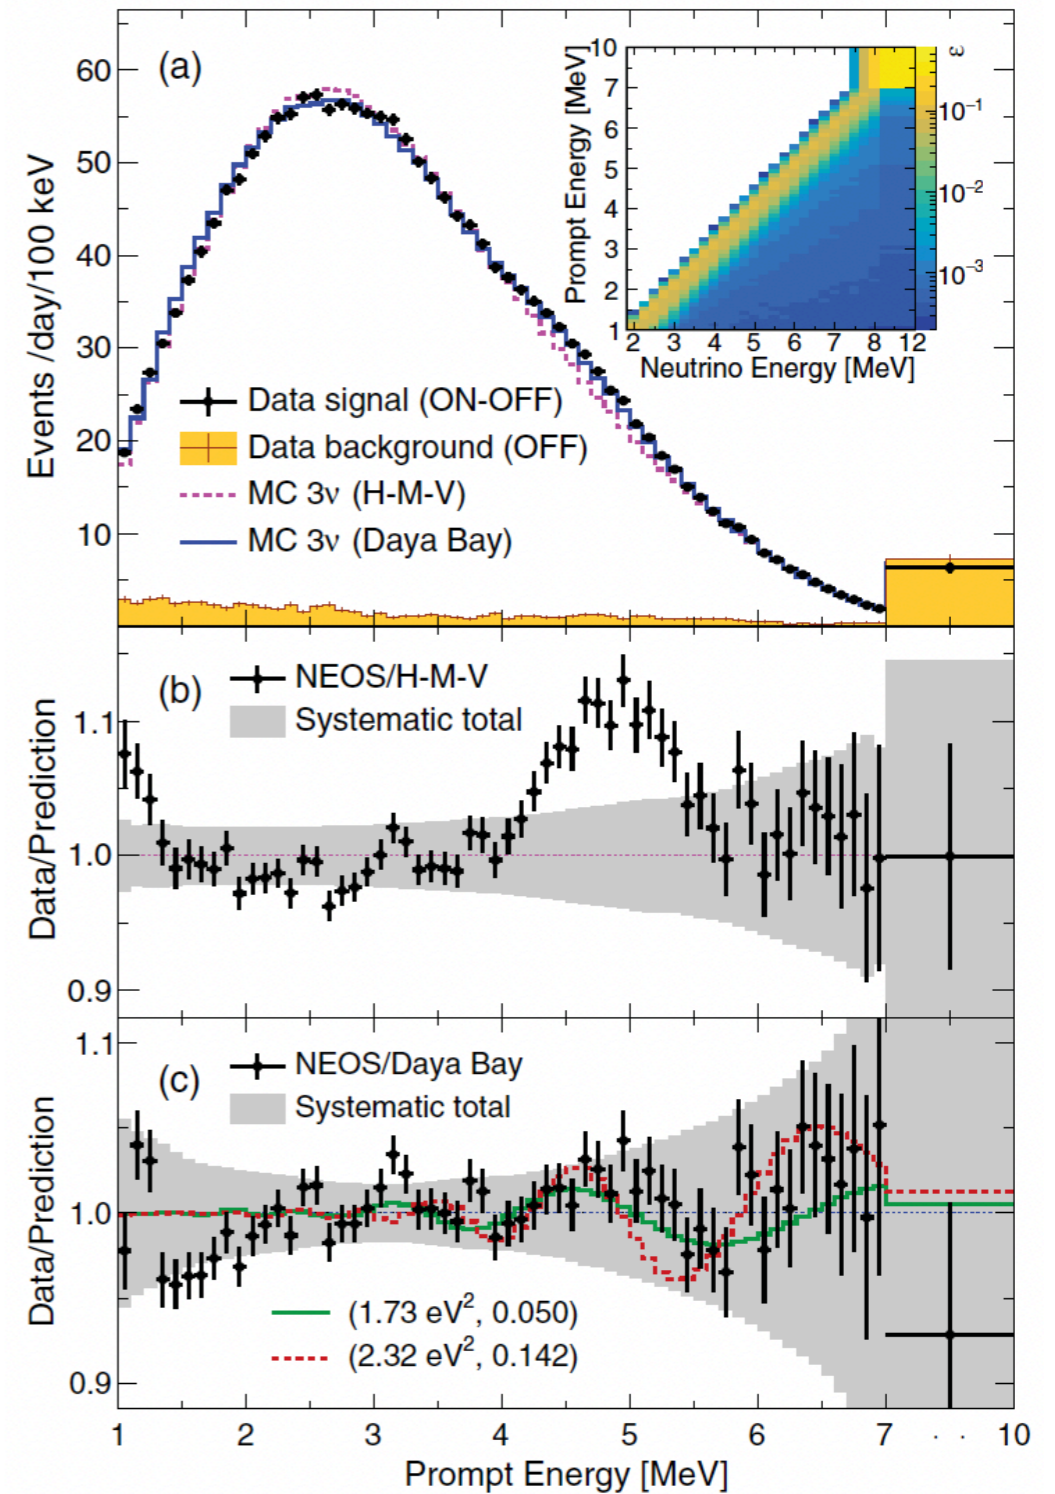 (a)
Events /day/100 keV
60
50
40
30
20
10
Data signal (ON-OFF)
Data background (OFF)
MC 3ν (H-M-V)
MC 3ν (Daya Bay)
Prompt Energy [MeV]
10
7
6
5
4
3
2
1
2 3 4 5 6 7 8 12
Neutrino Energy [MeV]
ε
10⁻¹
10⁻²
10⁻³
(b)
Data/Prediction
1.1
1.0
0.9
NEOS/H-M-V
Systematic total
(c)
Data/Prediction
1.1
1.0
0.9
NEOS/Daya Bay
Systematic total
(1.73 eV², 0.050)
(2.32 eV², 0.142)
1 2 3 4 5 6 7 · · 10
Prompt Energy [MeV]